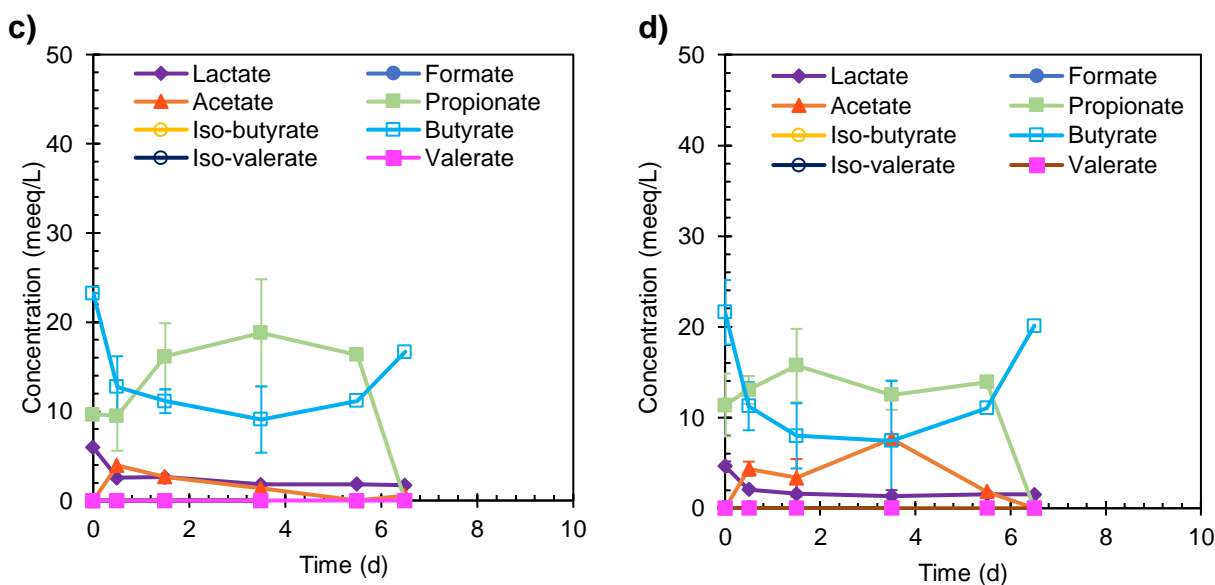 c)
50
40
30
20
10
0
0 2 4 6 8 10
Concentration (meeq/L)
Time (d)
Lactate Formate
Acetate Propionate
Iso-butyrate Butyrate
Iso-valerate Valerate
d)
50
40
30
20
10
0
0 2 4 6 8 10
Concentration (meeq/L)
Time (d)
Lactate Formate
Acetate Propionate
Iso-butyrate Butyrate
Iso-valerate Valerate